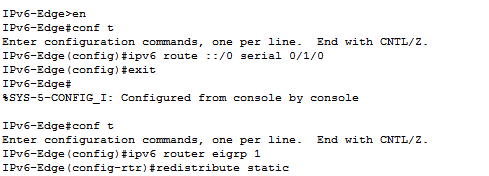 IPv6-Edge>en
IPv6-Edge#conf t
Enter configuration commands, one per line.  End with CNTL/Z.
IPv6-Edge(config)#ipv6 route ::/0 serial 0/1/0
IPv6-Edge(config)#exit
IPv6-Edge#
%SYS-5-CONFIG_I: Configured from console by console
IPv6-Edge#conf t
Enter configuration commands, one per line.  End with CNTL/Z.
IPv6-Edge(config)#ipv6 router eigrp 1
IPv6-Edge(config-rtr)#redistribute static